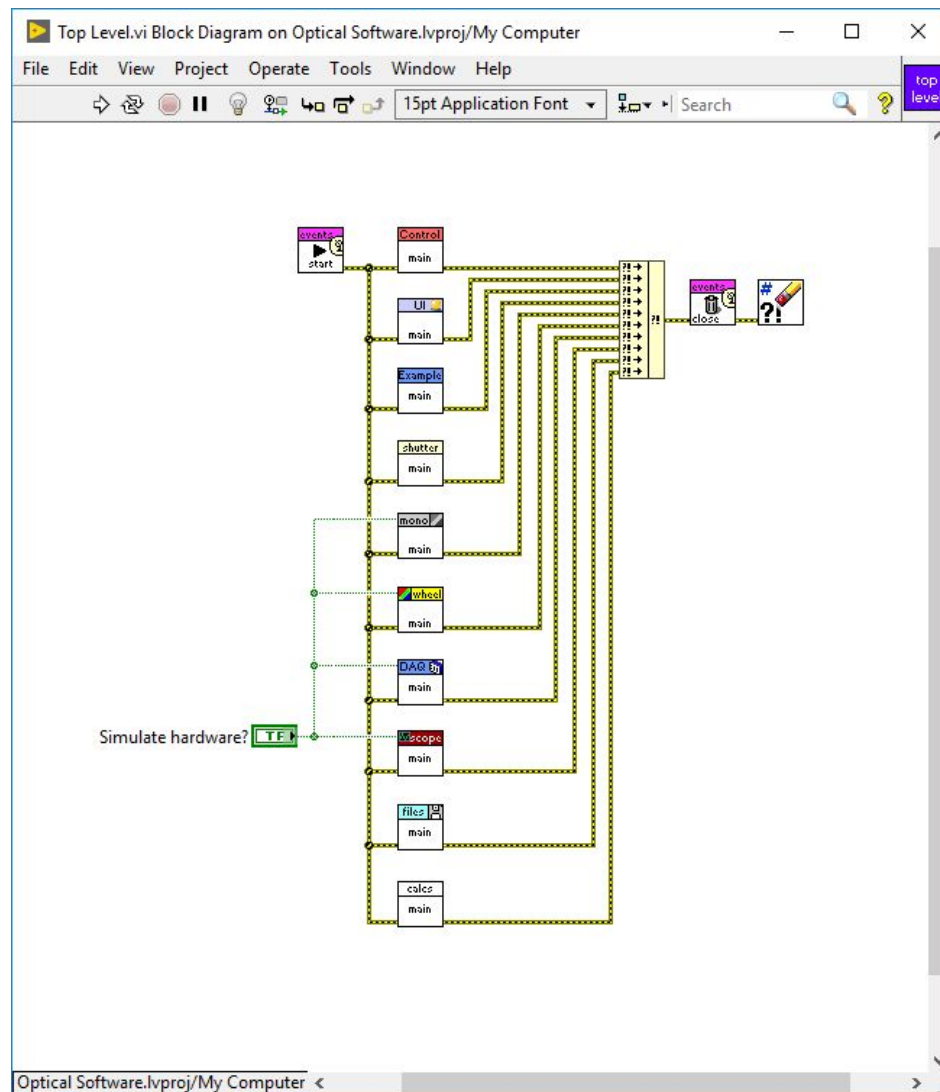 Top Level.vi Block Diagram on Optical Software.lvproj/My Computer
File Edit View Project Operate Tools Window Help
15pt Application Font Search
top
level
events
start
Control
main
UI
main
Example
main
shutter
main
mono
main
wheel
main
DAQ
main
Simulate hardware? TF
scope
main
files
main
calcs
main
?!
events
close
#
?!
Optical Software.lvproj/My Computer